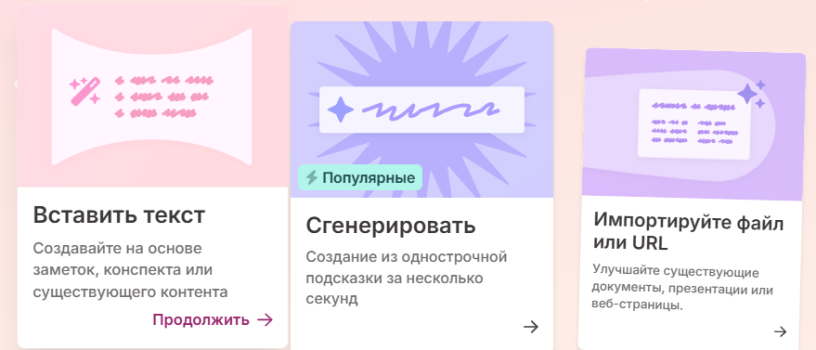 Вставить текст
Создавайте на основе
заметок, конспекта или
существующего контента
Продолжить
Популярные
Сгенерировать
Создание из однострочной
подсказки за несколько
секунд
Импортируйте файл
или URL
Улучшайте существующие
документы, презентации или
веб-страницы.